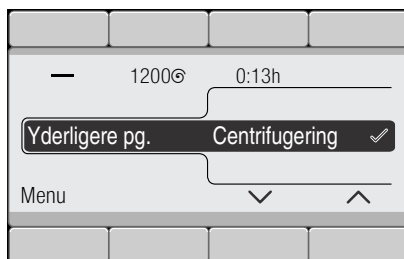 — 1200 0:13h
Yderligere pg. Centrifugering ✓
Menu